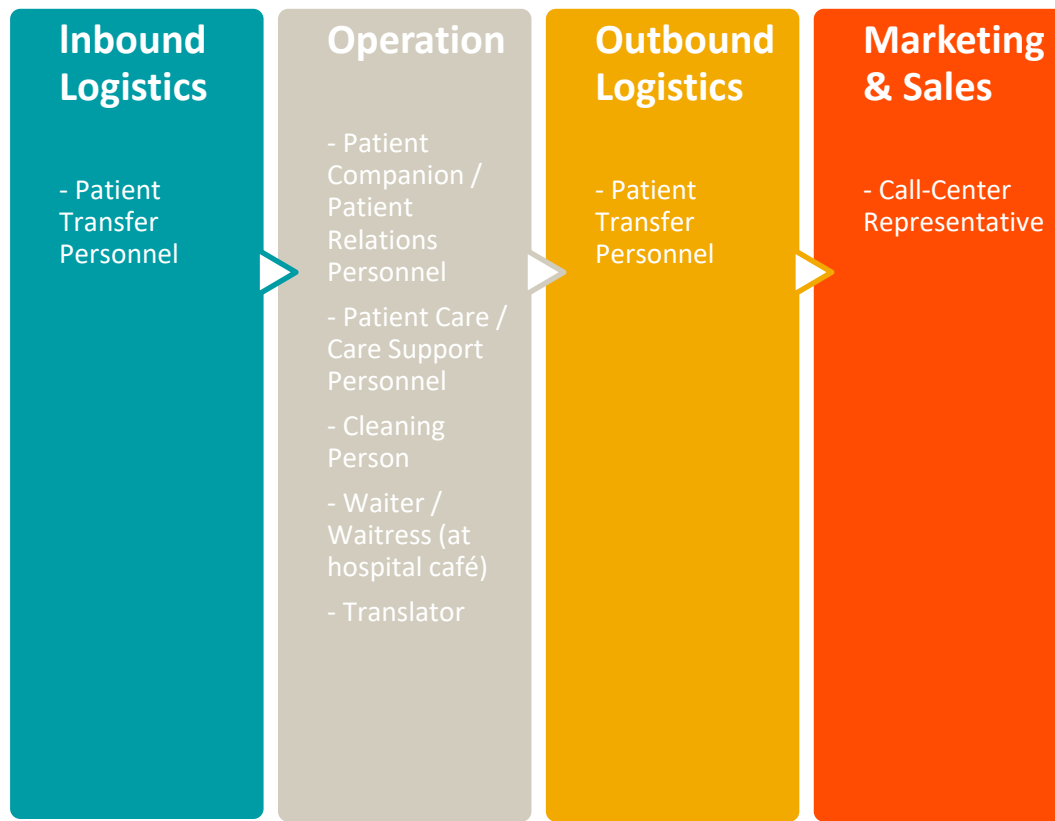 Inbound
Logistics
- Patient
Transfer
Personnel
Operation
- Patient
Companion /
Patient
Relations
Personnel
- Patient Care /
Care Support
Personnel
- Cleaning
Person
- Waiter /
Waitress (at
hospital café)
- Translator
Outbound
Logistics
- Patient
Transfer
Personnel
Marketing
& Sales
- Call-Center
Representative